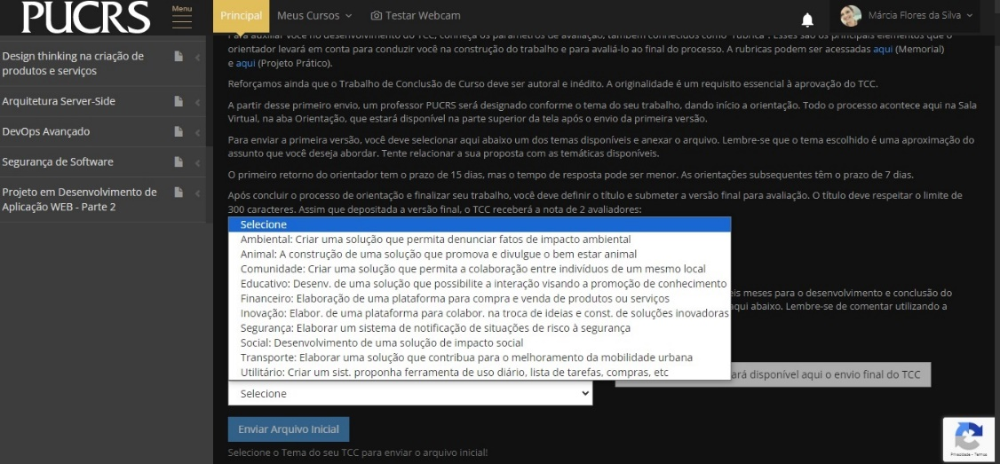 PUCRS
Menu
Principal
Meus Cursos
Testar Webcam
Márcia Flores da Silva
Design thinking na criação de
produtos e serviços
Arquitetura Server-Side
DevOps Avançado
Segurança de Software
Projeto em Desenvolvimento de
Aplicação WEB - Parte 2
Para auxiliar você no desenvolvimento do TCC, conheça os parâmetros de avaliação, também conhecidos como "rubrica". Esses são os principais elementos que o
orientador levará em conta para conduzir você na construção do trabalho e para avaliá-lo ao final do processo. A rubricas podem ser acessadas aqui (Memorial)
e aqui (Projeto Prático).
Reforçamos ainda que o Trabalho de Conclusão de Curso deve ser autoral e inédito. A originalidade é um requisito essencial à aprovação do TCC.
A partir desse primeiro envio, um professor PUCRS será designado conforme o tema do seu trabalho, dando início a orientação. Todo o processo acontece aqui na Sala
Virtual, na aba Orientação, que estará disponível na parte superior da tela após o envio da primeira versão.
Para enviar a primeira versão, você deve selecionar aqui abaixo um dos temas disponíveis e anexar o arquivo. Lembre-se que o tema escolhido é uma aproximação do
assunto que você deseja abordar. Tente relacionar a sua proposta com as temáticas disponíveis.
O primeiro retorno do orientador tem o prazo de 15 dias, mas o tempo de resposta pode ser menor. As orientações subsequentes têm o prazo de 7 dias.
Após concluir o processo de orientação e finalizar seu trabalho, você deve definir o título e submeter a versão final para avaliação. O título deve respeitar o limite de
300 caracteres. Assim que depositada a versão final, o TCC receberá a nota de 2 avaliadores:
Selecione
Ambiental: Criar uma solução que permita denunciar fatos de impacto ambiental
Animal: A construção de uma solução que promova e divulgue o bem estar animal
Comunidade: Criar uma solução que permita a colaboração entre indivíduos de um mesmo local
Educativo: Desenv. de uma solução que possibilite a interação visando a promoção de conhecimento
Financeiro: Elaboração de uma plataforma para compra e venda de produtos ou serviços
eis meses para o desenvolvimento e conclusão do
Inovação: Elabor. de uma plataforma para colabor. na troca de ideias e const. de soluções inovadoras
aqui abaixo. Lembre-se de comentar utilizando a
Segurança: Elaborar um sistema de notificação de situações de risco à segurança
Social: Desenvolvimento de uma solução de impacto social
Transporte: Elaborar uma solução que contribua para o melhoramento da mobilidade urbana
Utilitário: Criar um sist. proponha ferramenta de uso diário, lista de tarefas, compras, etc
ará disponível aqui o envio final do TCC
Selecione
Enviar Arquivo Inicial
Selecione o Tema do seu TCC para enviar o arquivo inicial!
Privacidade - Termos